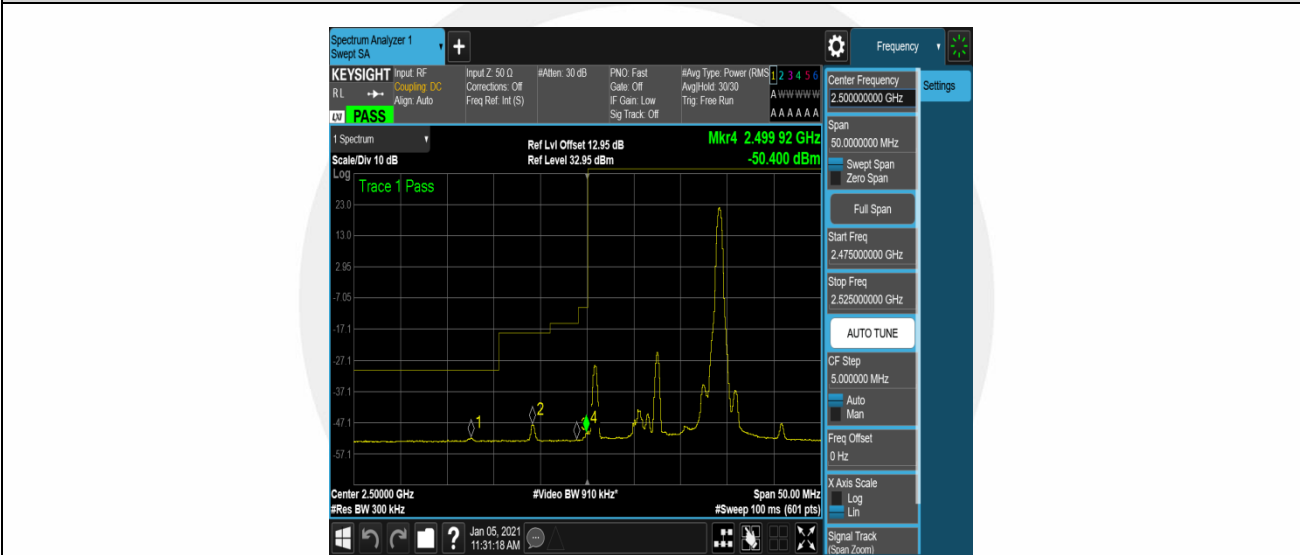 Spectrum Analyzer 1
Swept SA
+
Frequency
KEYSIGHT
RL
LXI
PASS
Input: RF
Coupling: DC
Align: Auto
Input Z: 50 Ω
Corrections: Off
Freq Ref: Int (S)
#Atten: 30 dB
PNO: Fast
Gate: Off
IF Gain: Low
Sig Track: Off
#Avg Type: Power (RMS
Avg|Hold: 30/30
Trig: Free Run
1 2 3 4 5 6
A W W W W W
A A A A A A
1 Spectrum
Scale/Div 10 dB
Ref Lvl Offset 12.95 dB
Ref Level 32.95 dBm
Mkr4 2.499 92 GHz
-50.400 dBm
Log
Trace 1 Pass
23.0
13.0
2.95
-7.05
-17.1
-27.1
-37.1
-47.1
-57.1
1
2
3
4
Center 2.50000 GHz
#Res BW 300 kHz
#Video BW 910 kHz*
Span 50.00 MHz
#Sweep 100 ms (601 pts)
?
Jan 05, 2021
11:31:18 AM
Center Frequency
2.500000000 GHz
Settings
Span
50.0000000 MHz
Swept Span
Zero Span
Full Span
Start Freq
2.475000000 GHz
Stop Freq
2.525000000 GHz
AUTO TUNE
CF Step
5.000000 MHz
Auto
Man
Freq Offset
0 Hz
X Axis Scale
Log
Lin
Signal Track
(Span Zoom)